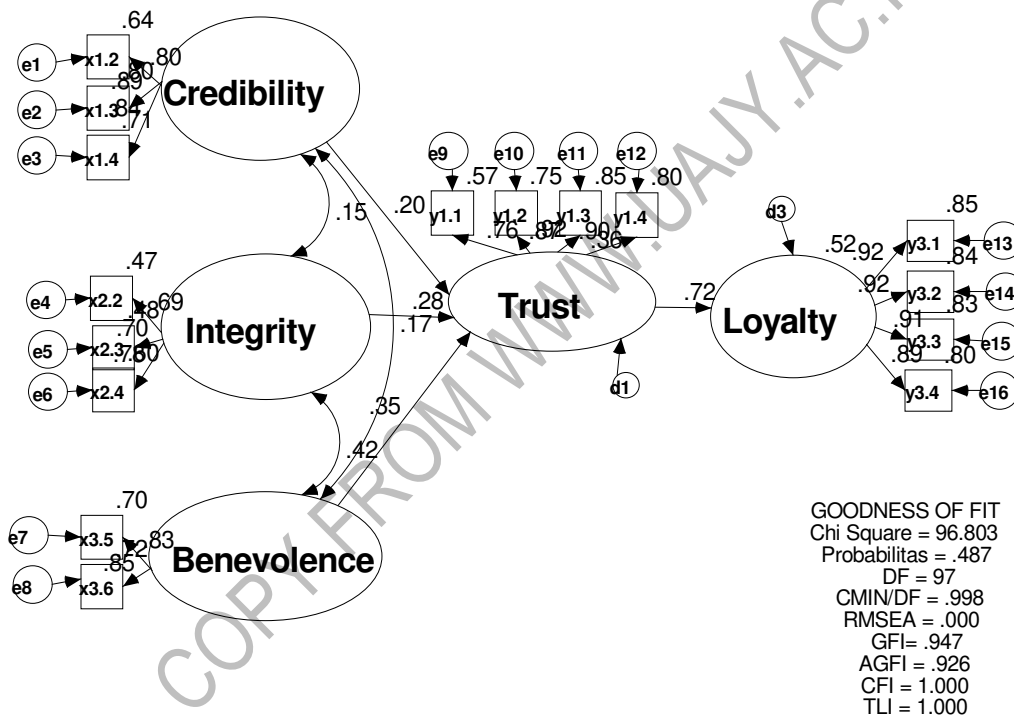 .64
e1 x1.2 .80
.89
e2 x1.3
.84
.71
e3 x1.4
Credibility
.15
.20
e9 e10 e11 e12
.57 .75 .85 .80
y1.1 y1.2 y1.3 y1.4
.76 .87 .92 .90
.36
Trust
d1
.47
e4 x2.2 .69
.48
.70
e5 x2.3
e6 x2.4
Integrity
.28
.17
.35
.42
.70
e7 x3.5 .83
e8 .85 x3.6
Benevolence
.72
d3
.52
Loyalty
.85
.92 y3.1 e13
.84
.92 y3.2 e14
.83
.91 y3.3 e15
.80
.89 y3.4 e16
GOODNESS OF FIT
Chi Square = 96.803
Probabilitas = .487
DF = 97
CMIN/DF = .998
RMSEA = .000
GFI= .947
AGFI = .926
CFI = 1.000
TLI = 1.000
COPY FROM WWW.UAJY.AC.